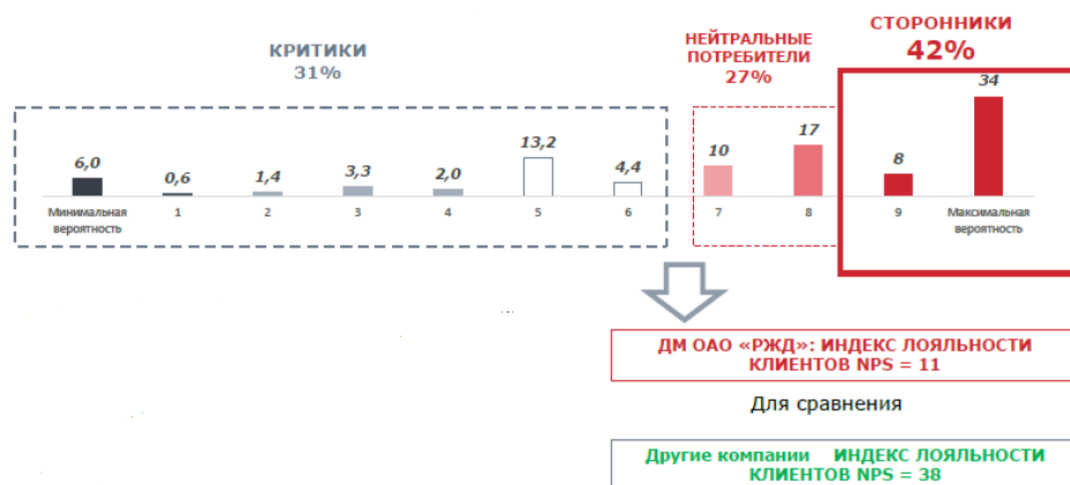 КРИТИКИ
31%
НЕЙТРАЛЬНЫЕ
ПОТРЕБИТЕЛИ
27%
СТОРОННИКИ
42%
6,0
0,6
1,4
3,3
2,0
13,2
4,4
10
17
8
34
Минимальная
вероятность
1
2
3
4
5
6
7
8
9
Максимальная
вероятность
ДМ ОАО «РЖД»: ИНДЕКС ЛОЯЛЬНОСТИ
КЛИЕНТОВ NPS = 11
Для сравнения
Другие компании ИНДЕКС ЛОЯЛЬНОСТИ
КЛИЕНТОВ NPS = 38